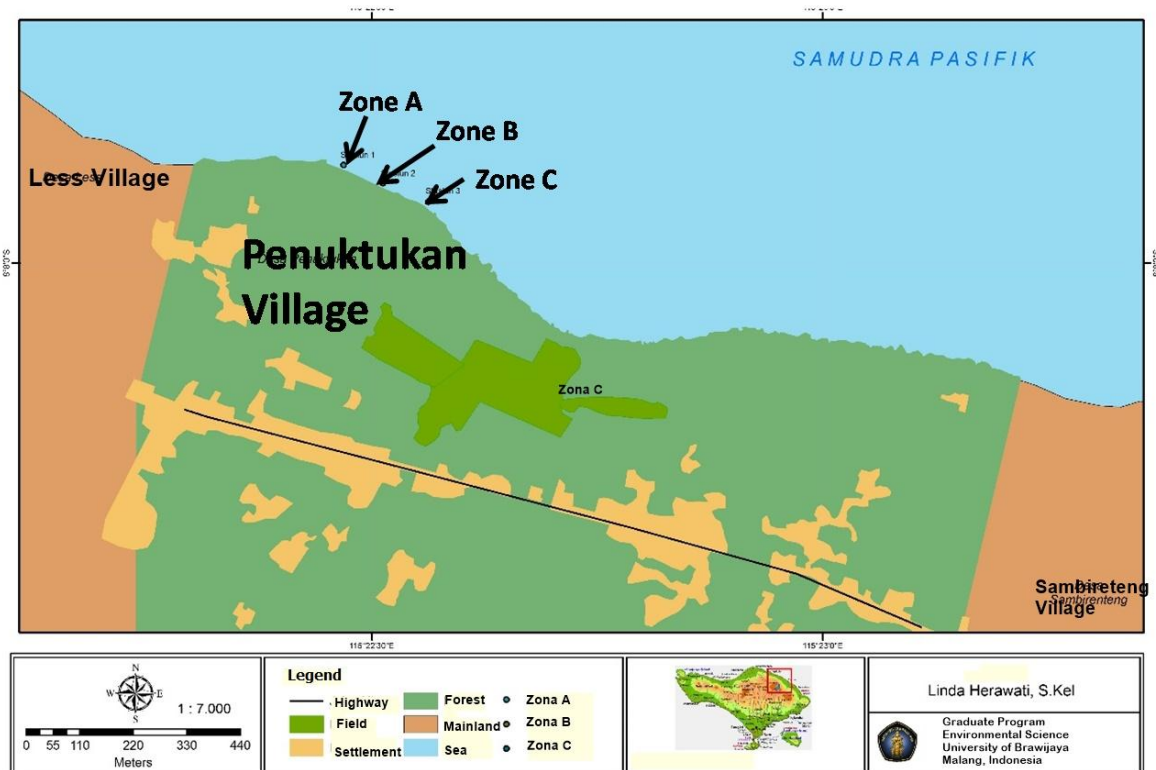 SAMUDRA PASIFIK
Zone A
Zone B
Zone C
Less Village
Penuktukan
Village
Zona C
Sambireteng
Village
Sambirenteng
115°22'30"E
115°23'0"E
N
W
E
S
1 : 7.000
0 55 110 220 330 440
Meters
Legend
Highway
Field
Settlement
Forest
Mainland
Sea
Zona A
Zona B
Zona C
Linda Herawati, S.Kel
Graduate Program
Environmental Science
University of Brawijaya
Malang, Indonesia